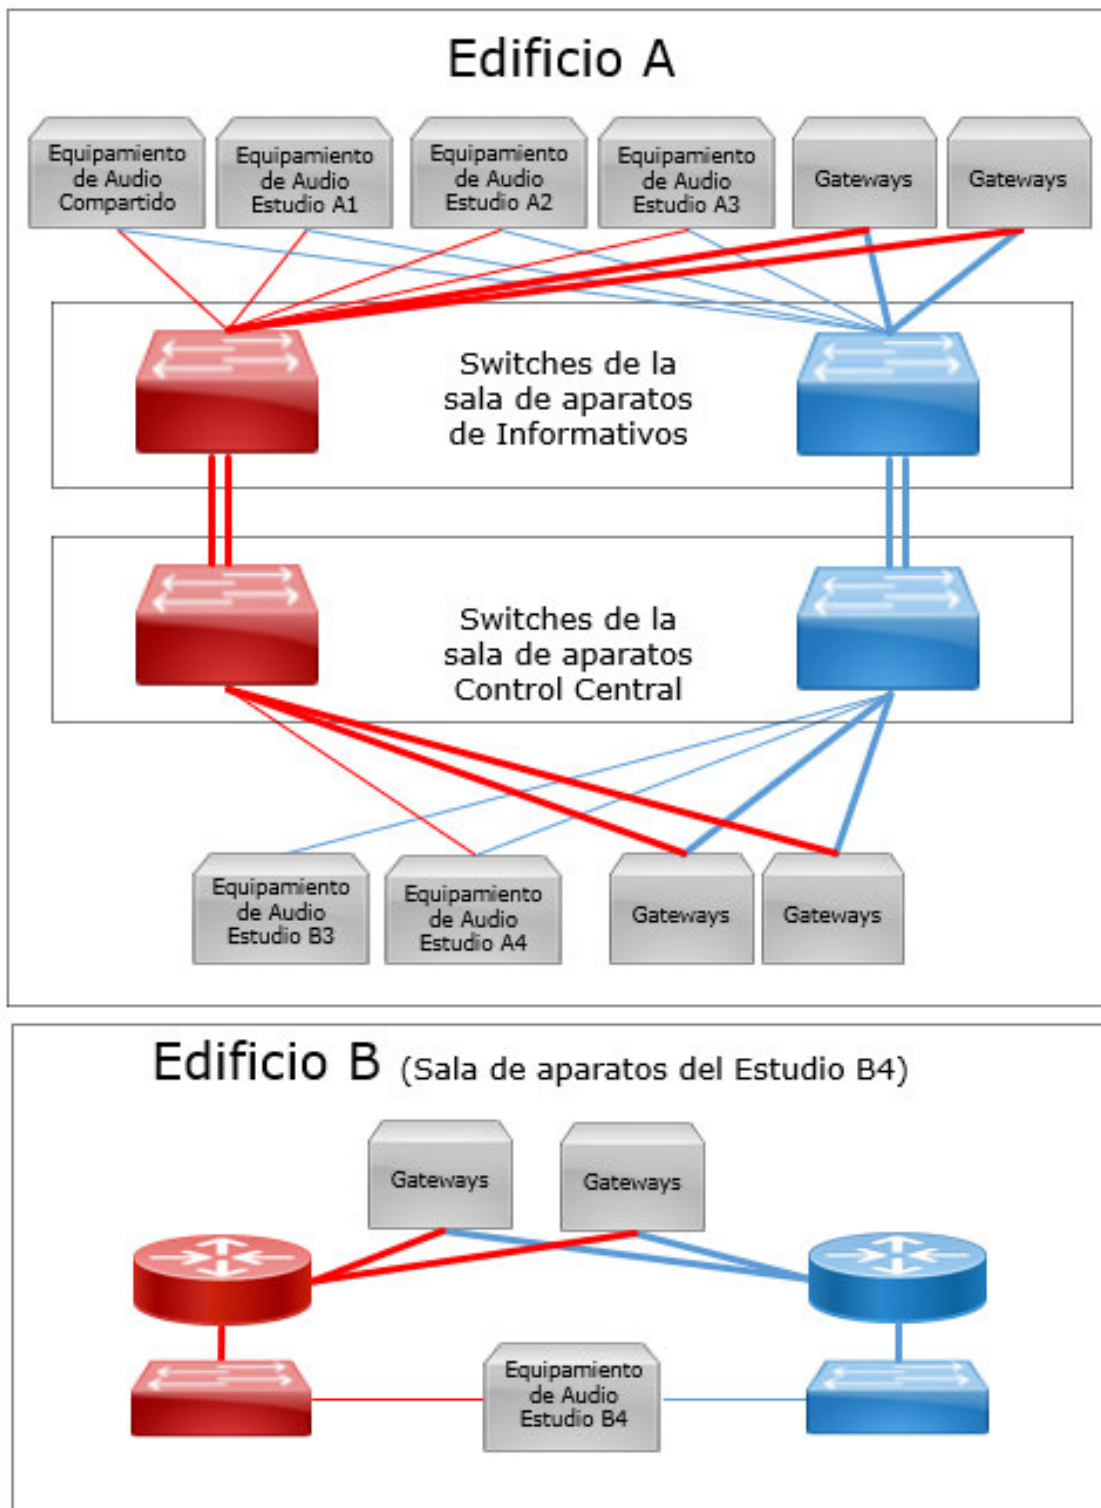 Edificio A
Equipamiento
de Audio
Compartido
Equipamiento
de Audio
Estudio A1
Equipamiento
de Audio
Estudio A2
Equipamiento
de Audio
Estudio A3
Gateways
Gateways
Switches de la
sala de aparatos
de Informativos
Switches de la
sala de aparatos
Control Central
Equipamiento
de Audio
Estudio B3
Equipamiento
de Audio
Estudio A4
Gateways
Gateways
Edificio B (Sala de aparatos del Estudio B4)
Gateways
Gateways
Equipamiento
de Audio
Estudio B4